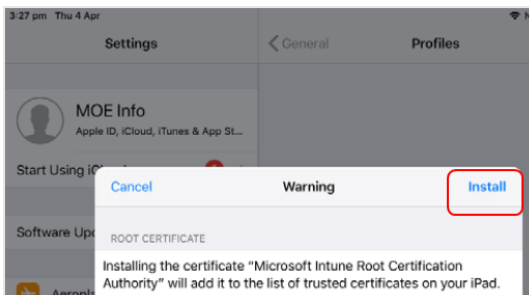 3:27 pm Thu 4 Apr
Settings
General
Profiles
MOE Info
Apple ID, iCloud, iTunes & App St...
Start Using
Cancel
Warning
Install
Software
ROOT CERTIFICATE
Installing the certificate "Microsoft Intune Root Certification
Authority" will add it to the list of trusted certificates on your iPad.